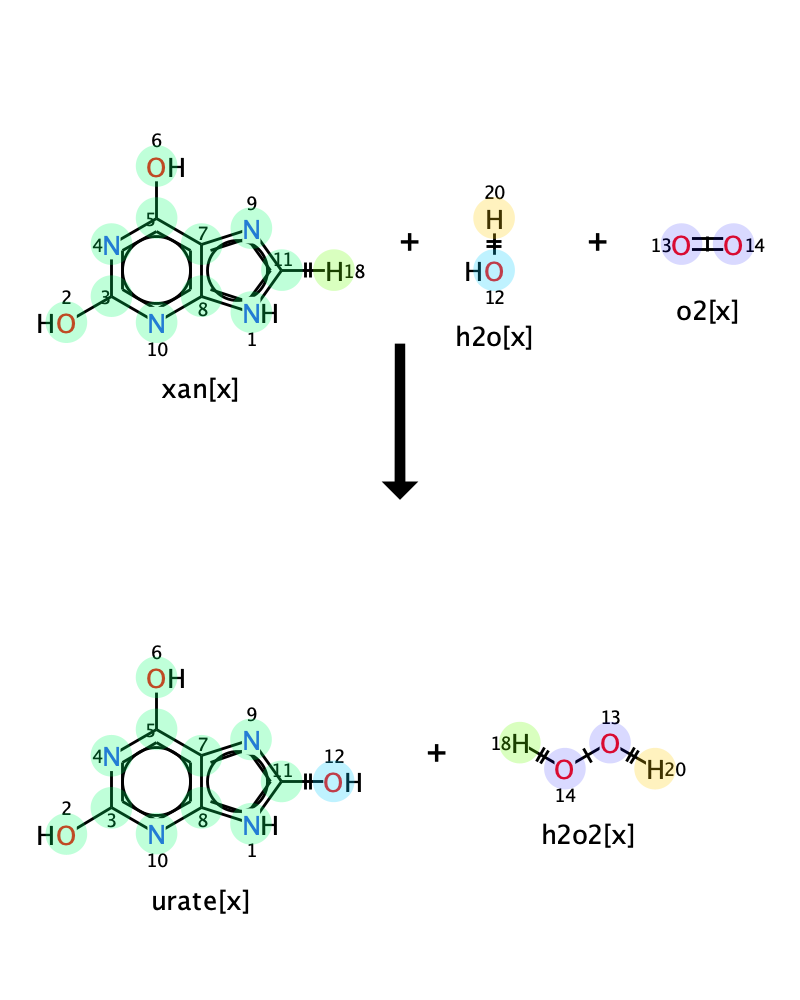 6
OH
5
9
4N
7
N
11
H18
2
3
8
HO
N
NH
10
1
xan[x]
+
20
H
HO
12
h2o[x]
+
13O
O14
o2[x]
6
OH
5
9
4N
7
N
11
12
OH
2
3
8
HO
N
NH
10
1
urate[x]
+
18H
13
O
O
14
H20
h2o2[x]